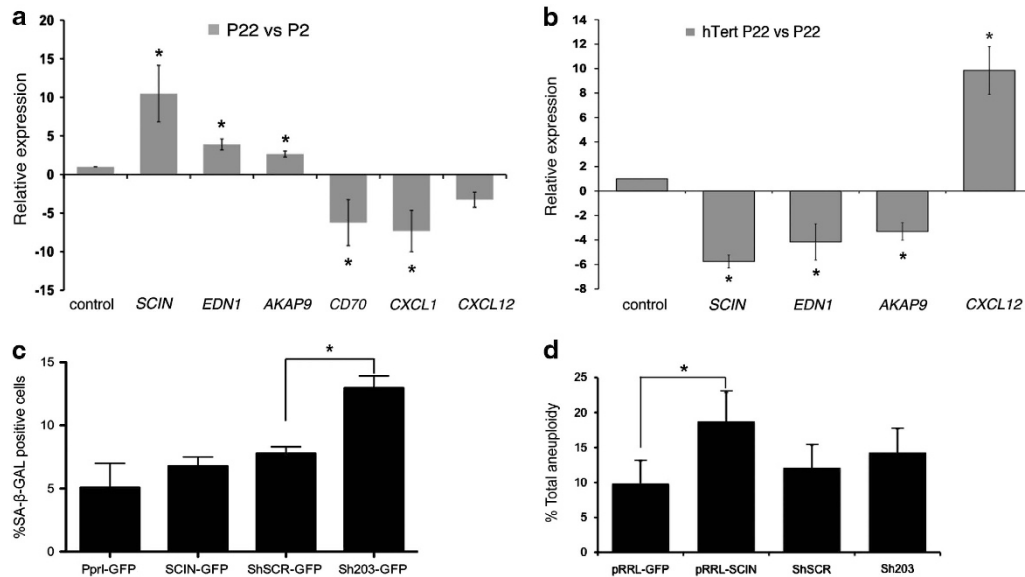 a
P22 vs P2
Relative expression
20
15
10
5
0
-5
-10
-15
* * * * *
control SCIN EDN1 AKAP9 CD70 CXCL1 CXCL12
b
hTert P22 vs P22
Relative expression
14
12
10
8
6
4
2
0
-2
-4
-6
-8
* * * *
control SCIN EDN1 AKAP9 CXCL12
c
%SA-β-GAL positive cells
15
10
5
0
*
Pprl-GFP SCIN-GFP ShSCR-GFP Sh203-GFP
d
% Total aneuploidy
25
20
15
10
5
0
*
pRRL-GFP pRRL-SCIN ShSCR Sh203